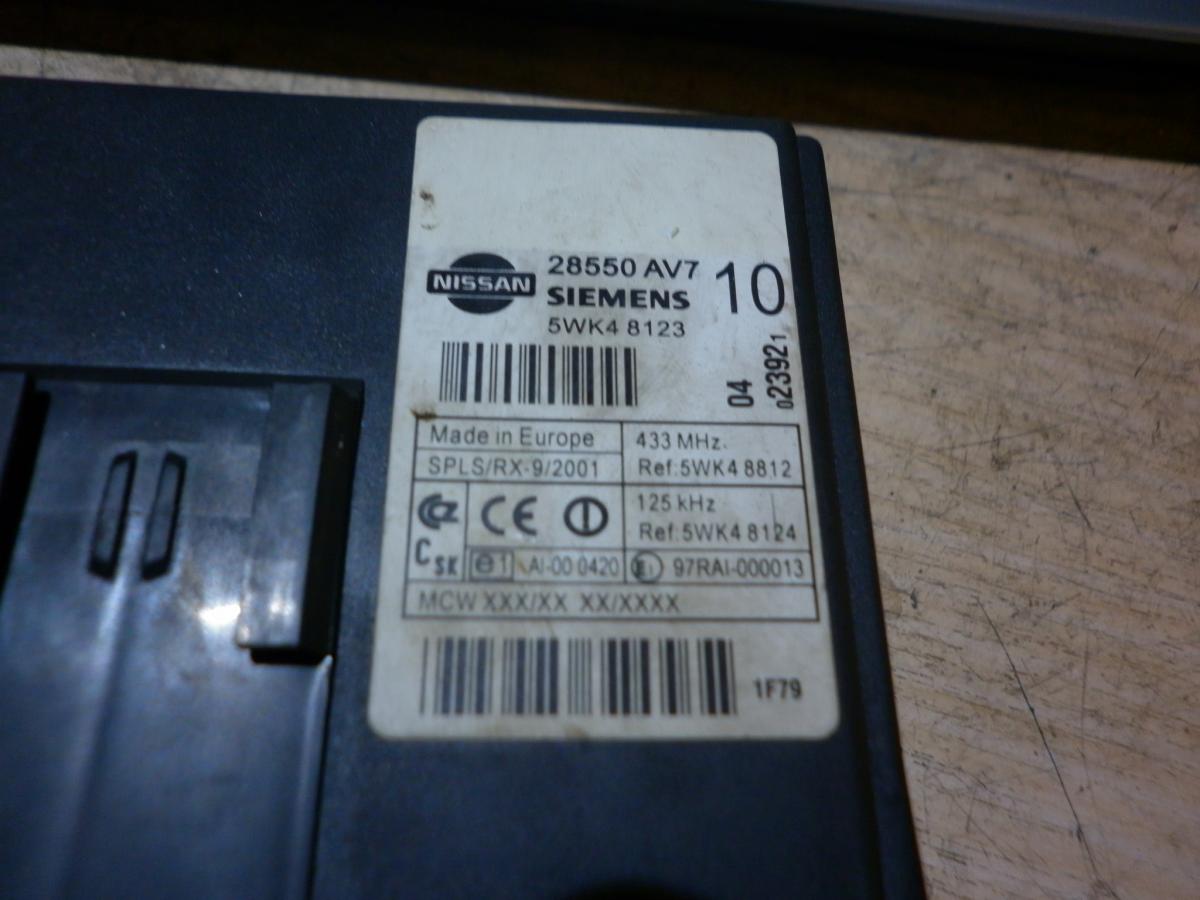 NISSAN
28550 AV7 10
SIEMENS
5WK4 8123
04
023921
Made in Europe
433 MHz.
SPLS/RX-9/2001
Ref:5WK4 8812
CE
125 kHz
Ref:5WK4 8124
CSK
e1
AI-00 0420
97RAI-000013
MCW XXX/XX XX/XXXX
1F79